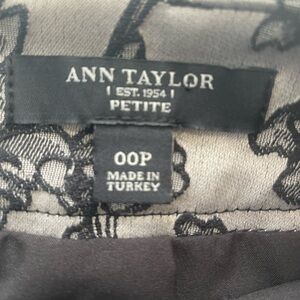 ANN TAYLOR
| EST. 1954 |
PETITE
00P
MADE IN
TURKEY